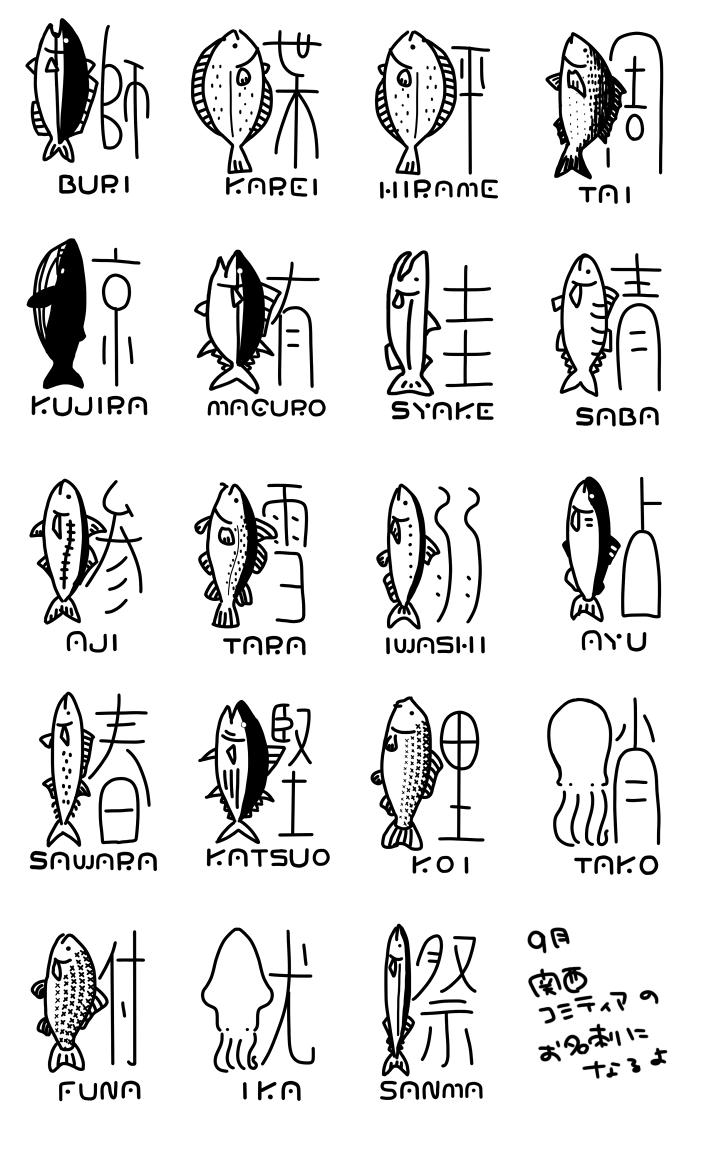 師 枼 平 周
BURI KAREI HIRAME TAI
京 有 圭 青
KUJIRA MAGURO SYAKE SABA
参 雪 弱 占
AJI TARA IWASHI AYU
春 堅 里 肖
SAWARA KATSUO KOI TAKO
付 光 祭
FUNA IKA SANMA
9月
関西
コミティアの
お名刺に
なるよ